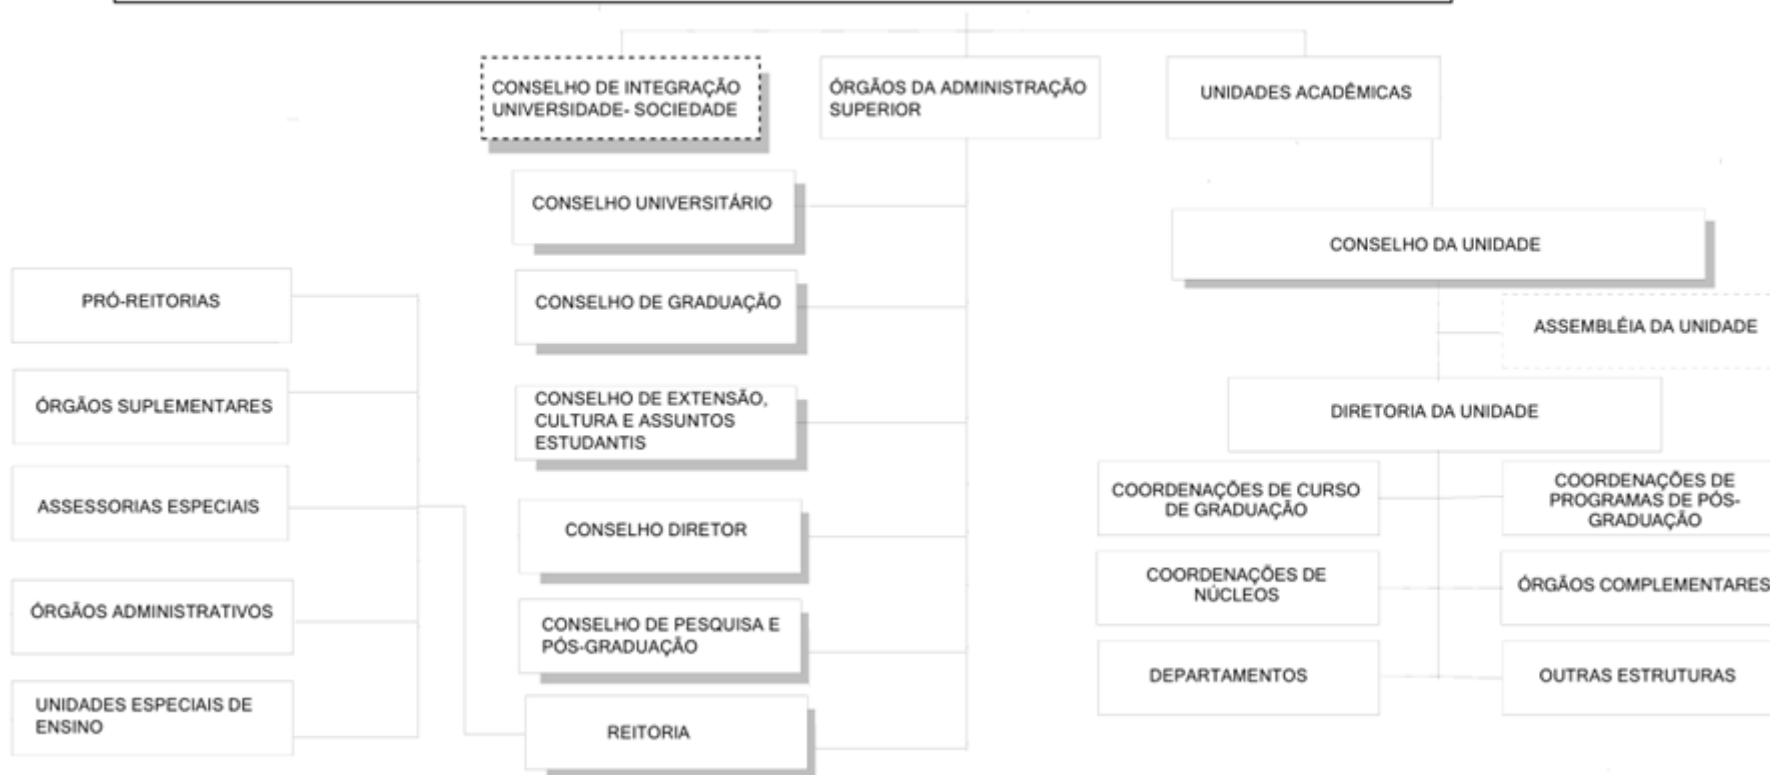 CONSELHO DE INTEGRAÇÃO
UNIVERSIDADE- SOCIEDADE
ÓRGÃOS DA ADMINISTRAÇÃO
SUPERIOR
UNIDADES ACADÊMICAS
CONSELHO UNIVERSITÁRIO
CONSELHO DE GRADUAÇÃO
CONSELHO DE EXTENSÃO,
CULTURA E ASSUNTOS
ESTUDANTIS
CONSELHO DIRETOR
CONSELHO DE PESQUISA E
PÓS-GRADUAÇÃO
REITORIA
PRÓ-REITORIAS
ÓRGÃOS SUPLEMENTARES
ASSESSORIAS ESPECIAIS
ÓRGÃOS ADMINISTRATIVOS
UNIDADES ESPECIAIS DE
ENSINO
CONSELHO DA UNIDADE
ASSEMBLÉIA DA UNIDADE
DIRETORIA DA UNIDADE
COORDENAÇÕES DE CURSO
DE GRADUAÇÃO
COORDENAÇÕES DE
PROGRAMAS DE PÓS-
GRADUAÇÃO
COORDENAÇÕES DE
NÚCLEOS
ÓRGÃOS COMPLEMENTARES
DEPARTAMENTOS
OUTRAS ESTRUTURAS